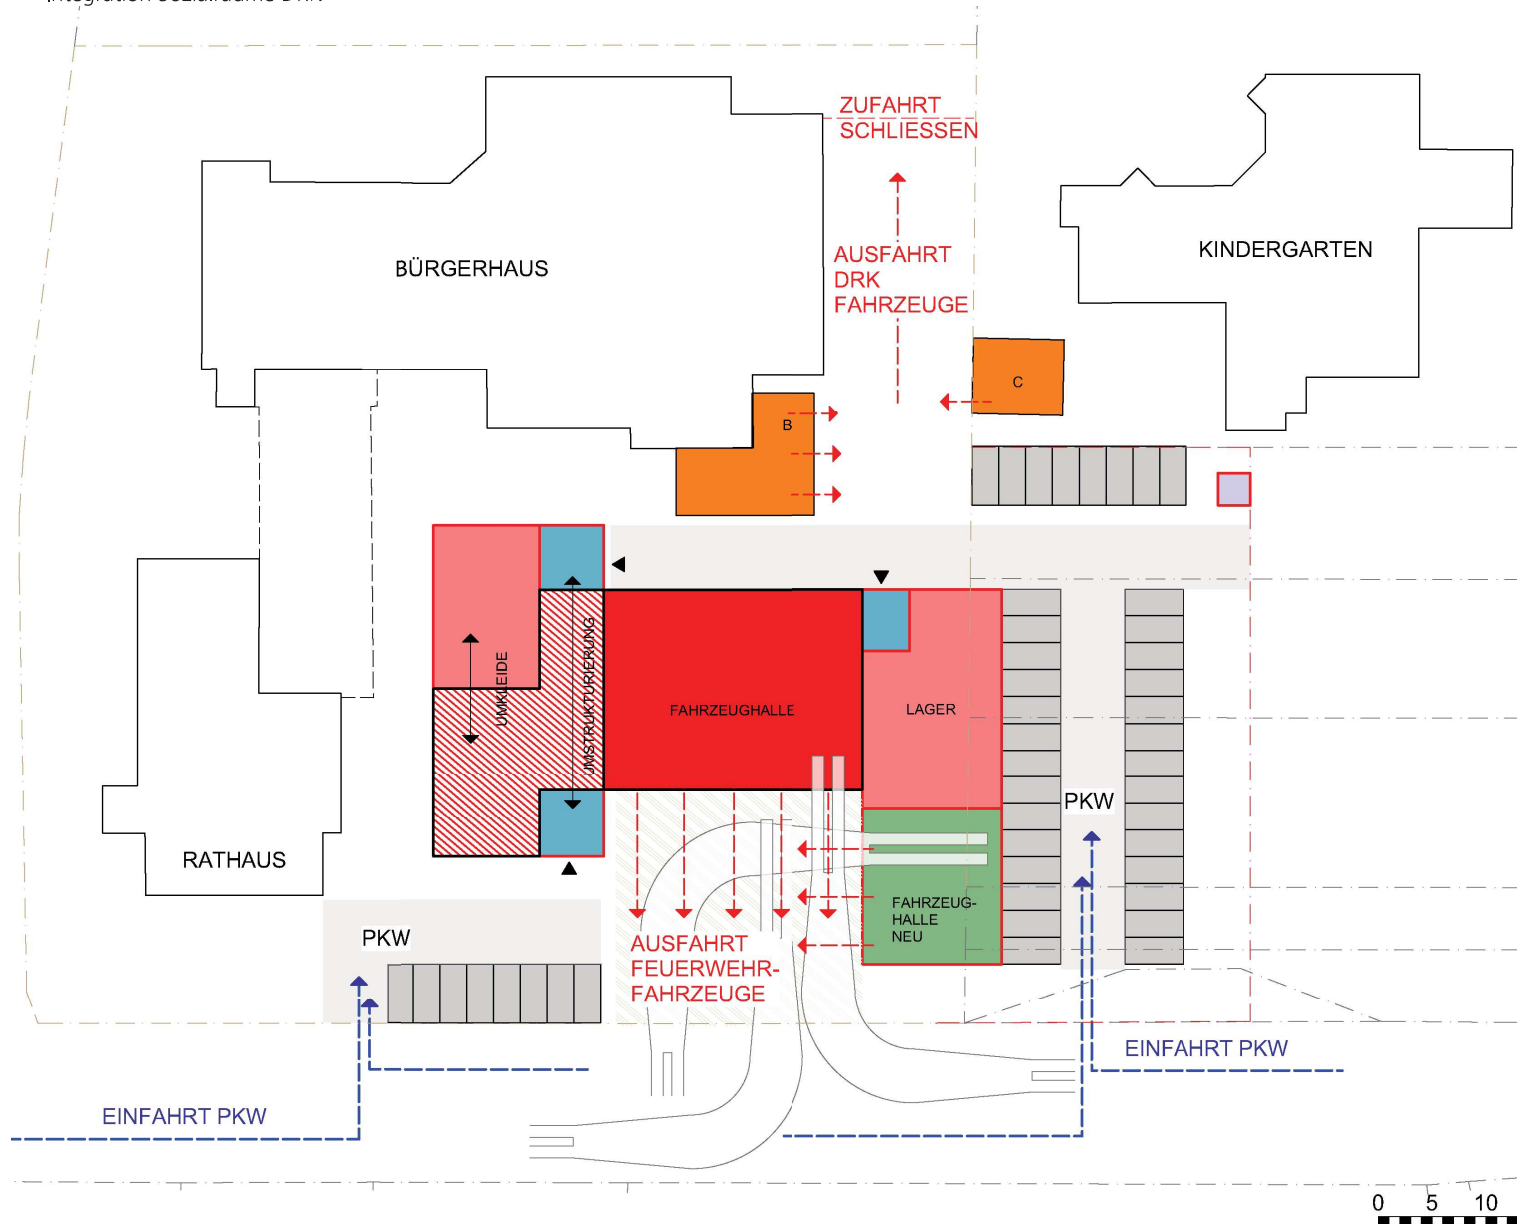 ZUFAHRT
SCHLIESSEN
BÜRGERHAUS
AUSFAHRT
DRK
FAHRZEUGE
KINDERGARTEN
C
B
UMKLEIDE
UMSTRUKTURIERUNG
FAHRZEUGHALLE
LAGER
PKW
RATHAUS
FAHRZEUG-
HALLE
NEU
PKW
AUSFAHRT
FEUERWEHR-
FAHRZEUGE
EINFAHRT PKW
EINFAHRT PKW
0 5 10